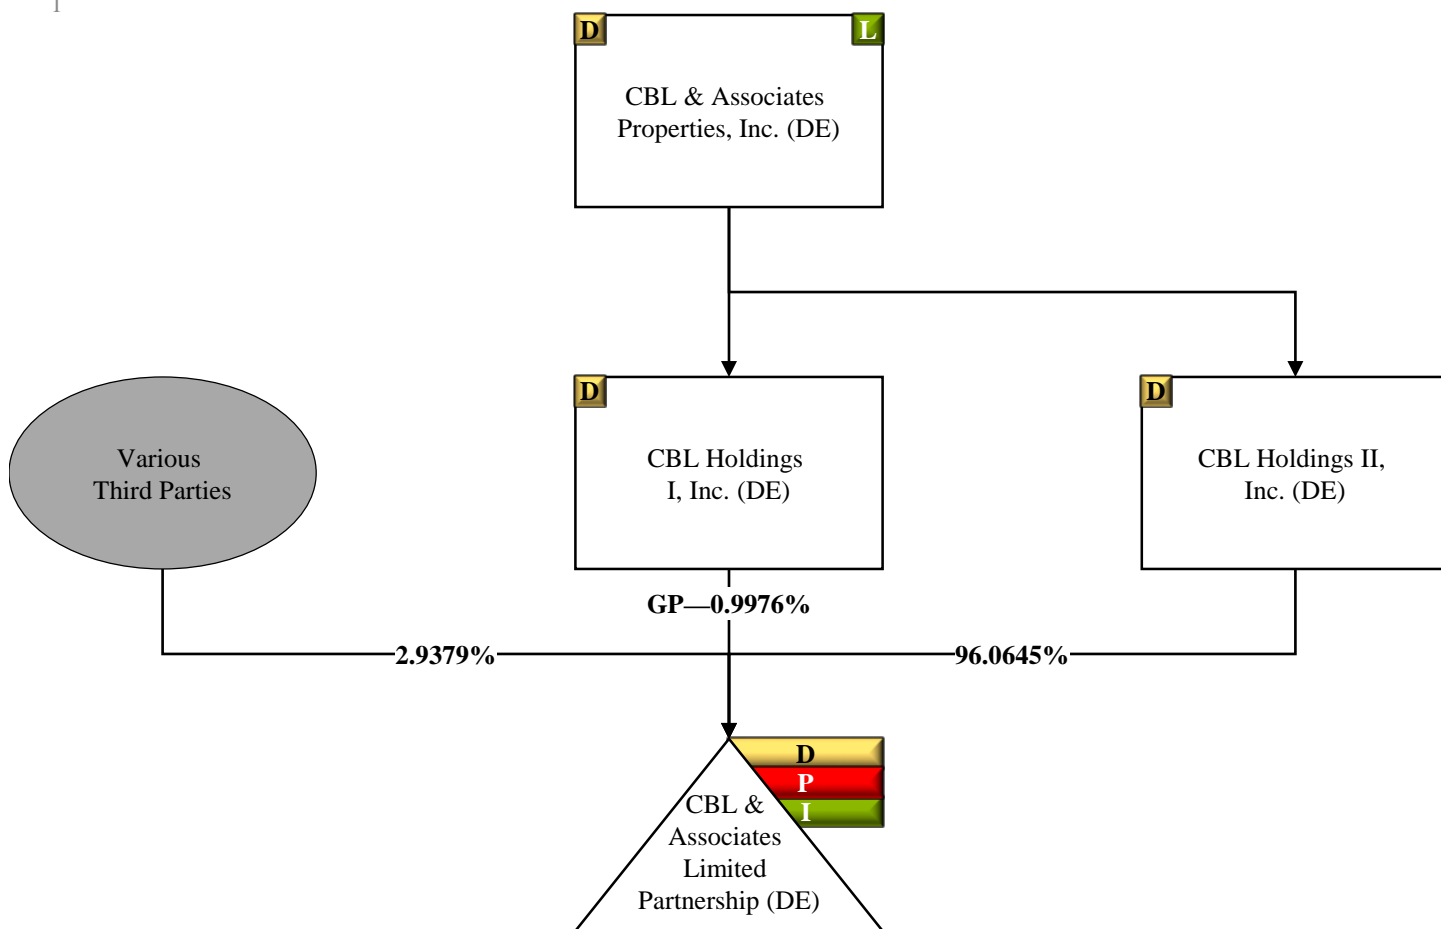 D
L
CBL & Associates
Properties, Inc. (DE)
D
D
Various
Third Parties
CBL Holdings
I, Inc. (DE)
CBL Holdings II,
Inc. (DE)
GP—0.9976%
2.9379%
96.0645%
D
P
I
CBL &
Associates
Limited
Partnership (DE)